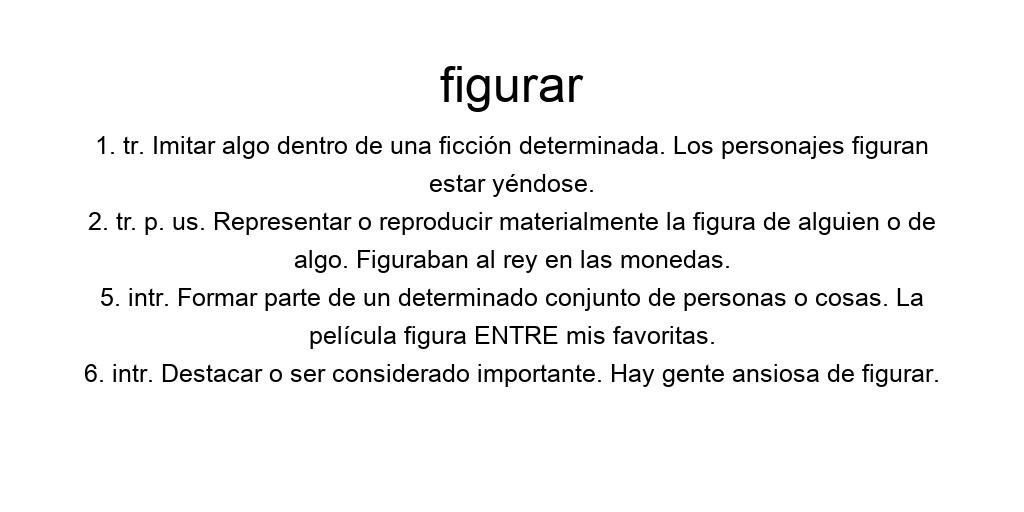 figurar
1. tr. Imitar algo dentro de una ficción determinada. Los personajes figuran
estar yéndose.
2. tr. p. us. Representar o reproducir materialmente la figura de alguien o de
algo. Figuraban al rey en las monedas.
5. intr. Formar parte de un determinado conjunto de personas o cosas. La
película figura ENTRE mis favoritas.
6. intr. Destacar o ser considerado importante. Hay gente ansiosa de figurar.